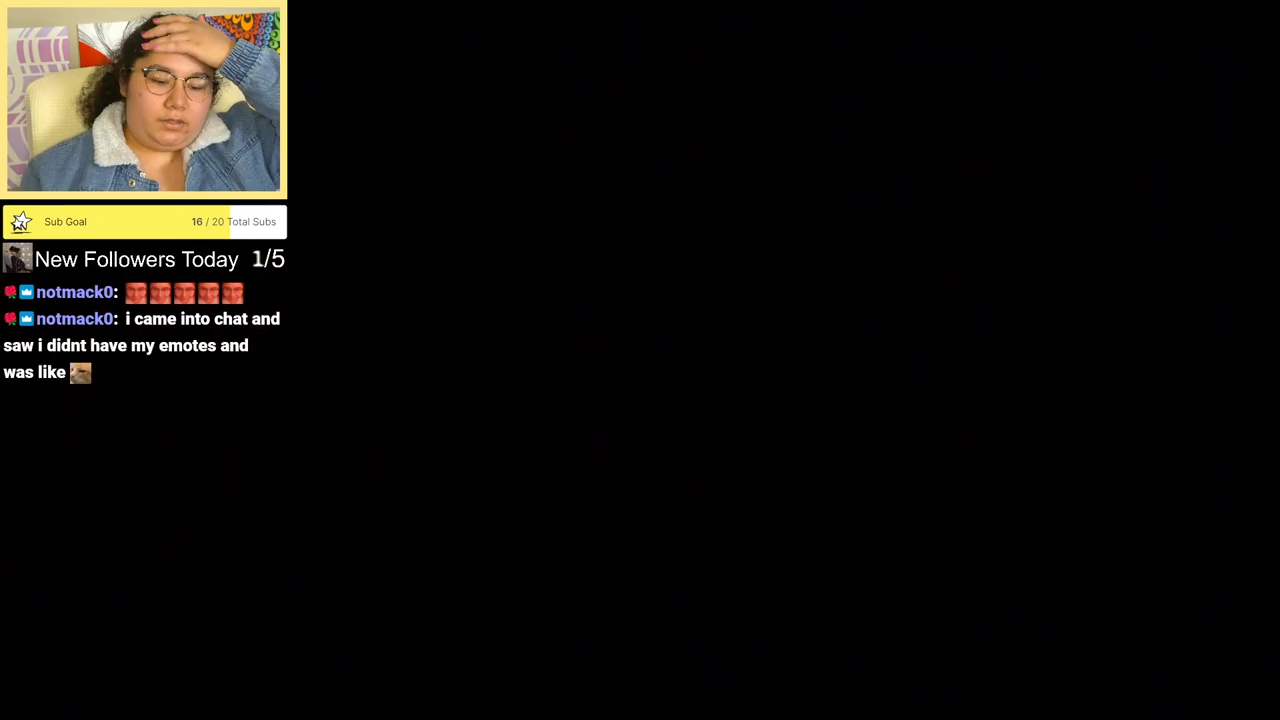 Sub Goal 16 / 20 Total Subs
New Followers Today 1/5
notmack0:
notmack0: i came into chat and
saw i didnt have my emotes and
was like